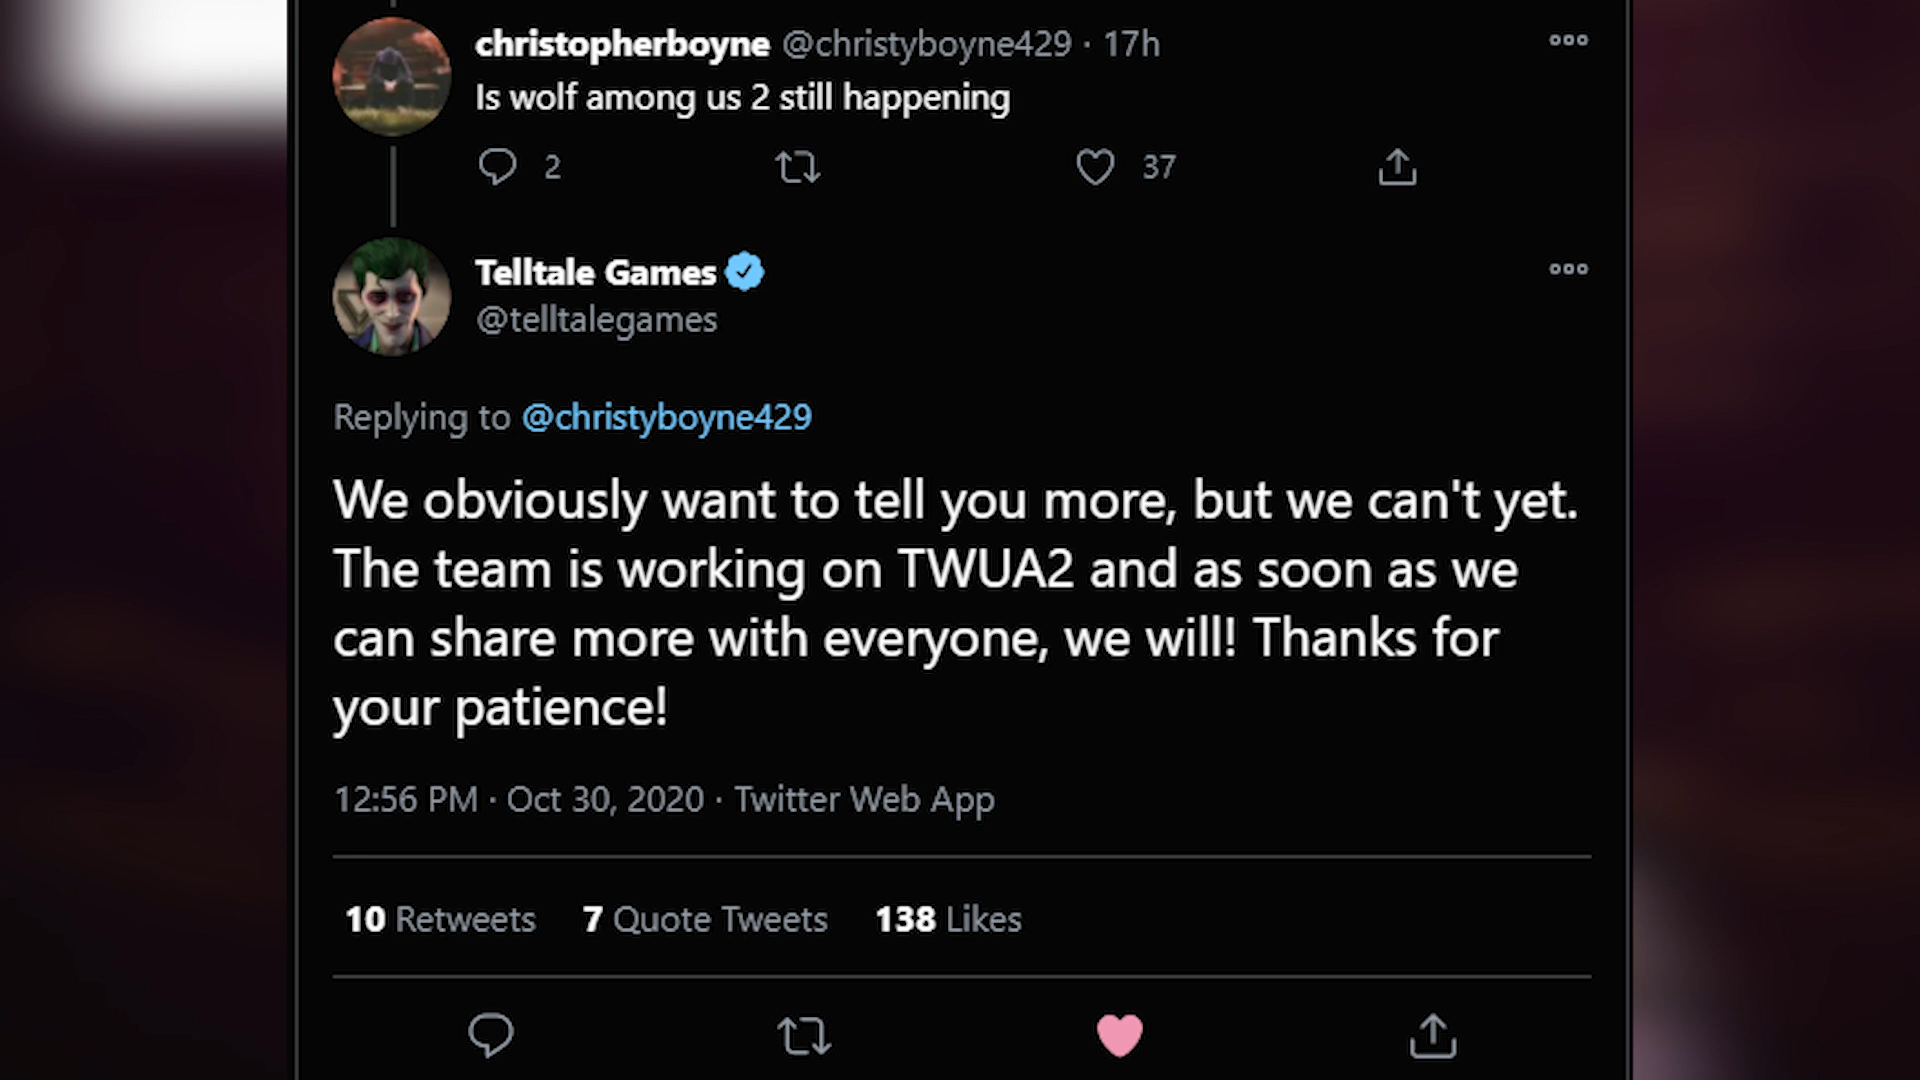 christopherboyne @christyboyne429 · 17h
Is wolf among us 2 still happening
2 37
Telltale Games
@telltalegames
Replying to @christyboyne429
We obviously want to tell you more, but we can't yet.
The team is working on TWUA2 and as soon as we
can share more with everyone, we will! Thanks for
your patience!
12:56 PM · Oct 30, 2020 · Twitter Web App
10 Retweets 7 Quote Tweets 138 Likes